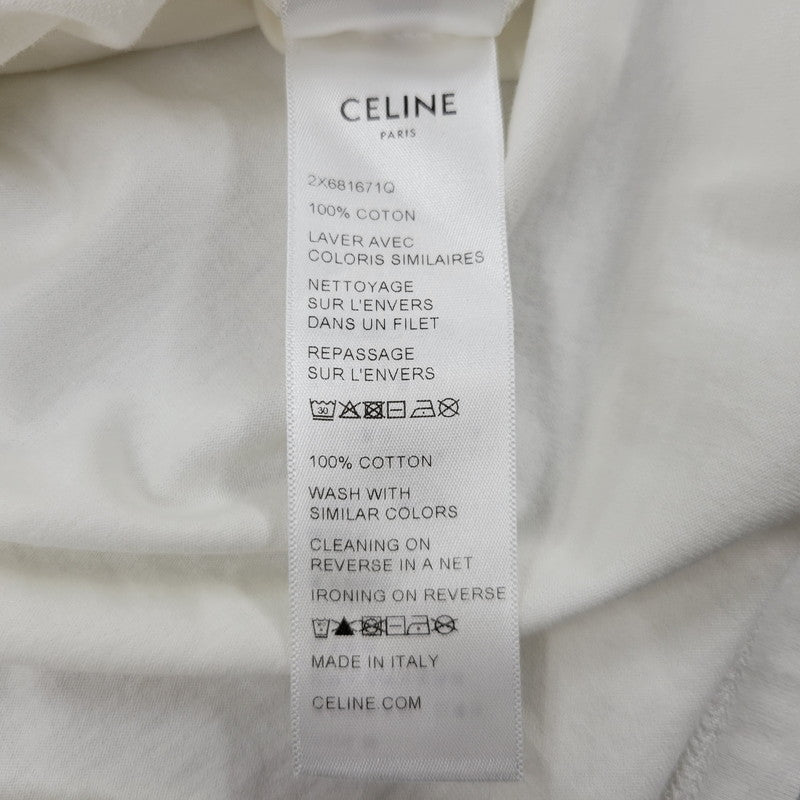 CELINE
PARIS
2X681671Q
100% COTON
LAVER AVEC
COLORIS SIMILAIRES
NETTOYAGE
SUR L'ENVERS
DANS UN FILET
REPASSAGE
SUR L'ENVERS
30
100% COTTON
WASH WITH
SIMILAR COLORS
CLEANING ON
REVERSE IN A NET
IRONING ON REVERSE
MADE IN ITALY
CELINE.COM